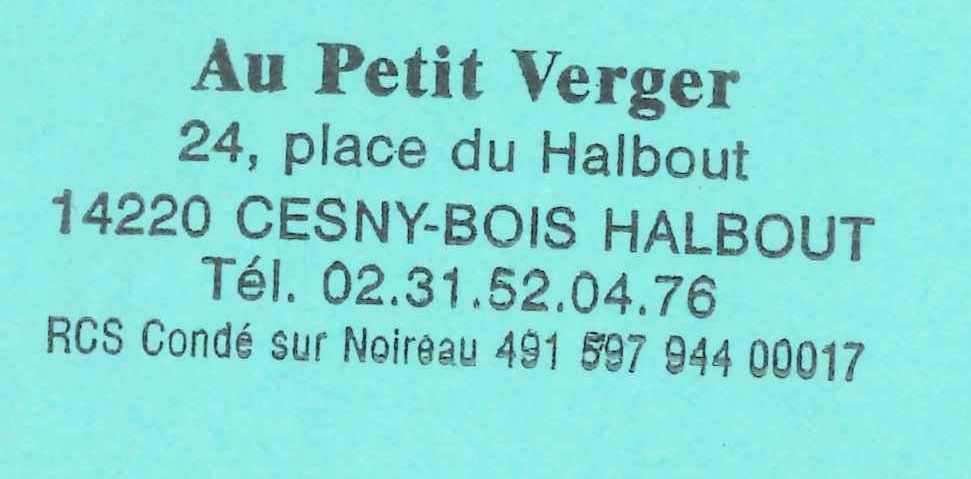 Au Petit Verger
24, place du Halbout
14220 CESNY-BOIS HALBOUT
Tél. 02.31.52.04.76
RCS Condé sur Noireau 491 597 944 00017